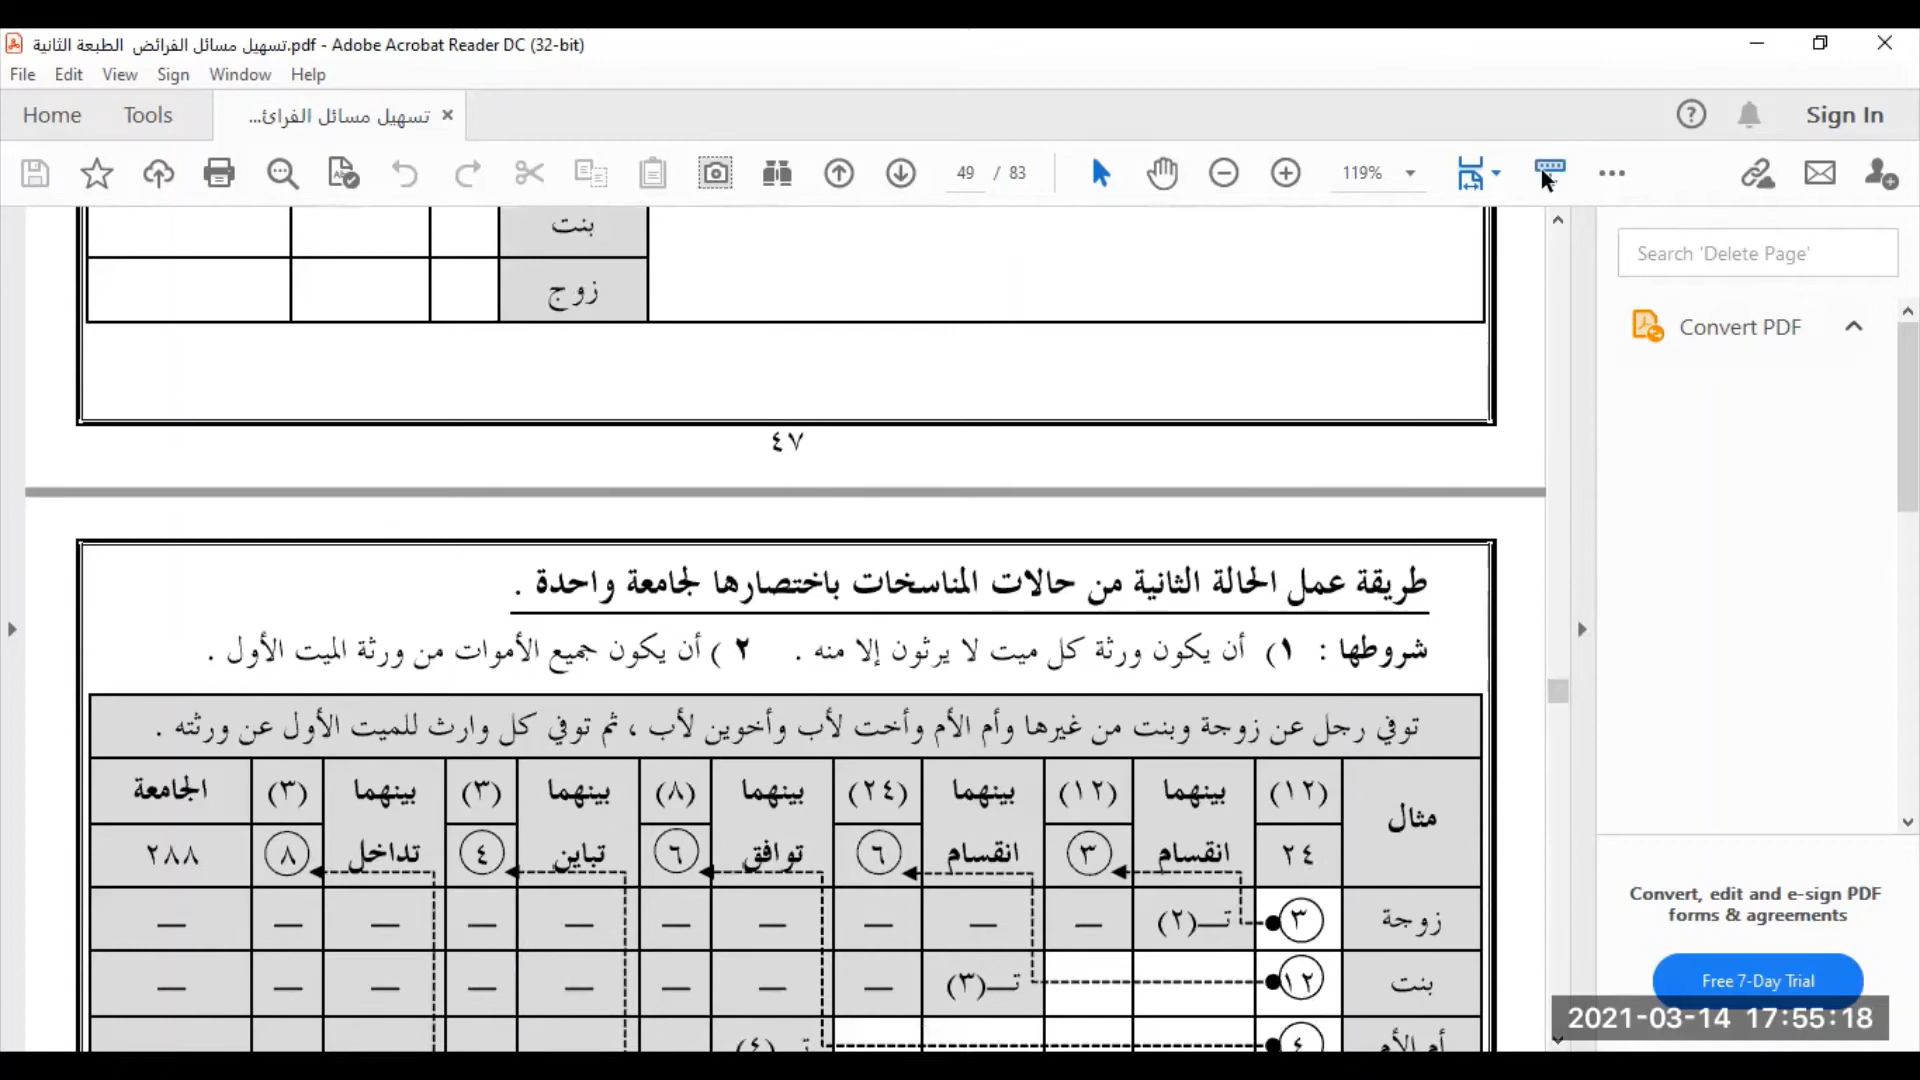 تسهيل مسائل الفرائض الطبعة الثانية.pdf - Adobe Acrobat Reader DC (32-bit)
File Edit View Sign Window Help
Home Tools تسهيل مسائل الفرائ... × Sign In
49 / 83 119%
بنت
زوج
٤٧
طريقة عمل الحالة الثانية من حالات المناسخات باختصارها لجامعة واحدة .
شروطها : ١) أن يكون ورثة كل ميت لا يرثون إلا منه . ٢) أن يكون جميع الأموات من ورثة الميت الأول .
توفي رجل عن زوجة وبنت من غيرها وأم الأم وأخت لأب وأخوين لأب ، ثم توفي كل وارث للميت الأول عن ورثته .
مثال (١٢) بينهما (١٢) بينهما (٢٤) بينهما (٨) بينهما (٣) بينهما (٣) الجامعة
٢٤ انقسام ٣ انقسام ٦ توافق ٦ تباين ٤ تداخل ٨ ٢٨٨
زوجة ٣ تـ(٢) — — — — — — — — —
بنت ١٢ تـ(٣) — — — — — — —
أم الأم ٤ تـ(٤)
Search 'Delete Page'
Convert PDF
Convert, edit and e-sign PDF
forms & agreements
Free 7-Day Trial
2021-03-14 17:55:18